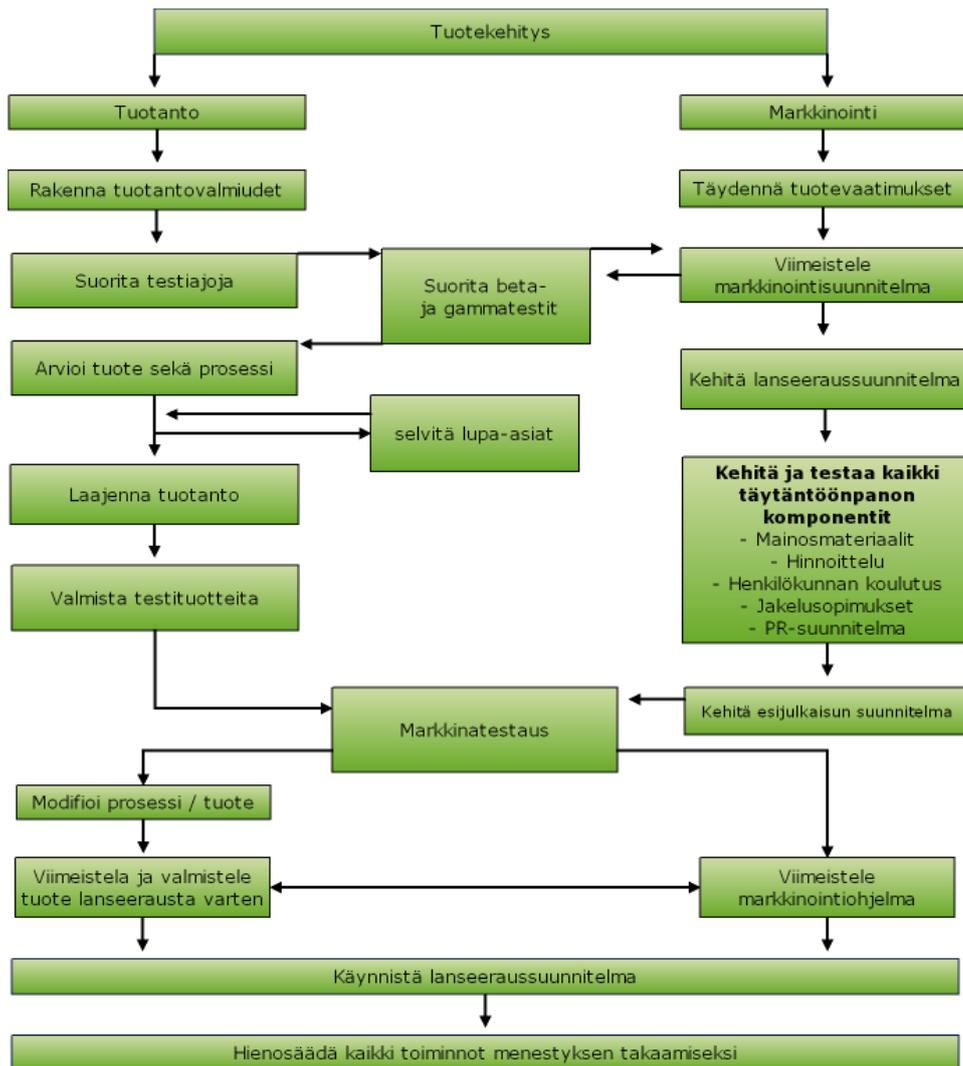 Tuotekehitys
Tuotanto
Markkinointi
Rakenna tuotantovalmiudet
Täydennä tuotevaatimukset
Suorita testiajoja
Suorita beta-
ja gammatestit
Viimeistele
markkinointisuunnitelma
Arvioi tuote sekä prosessi
Kehitä lanseeraussuunnitelma
selvitä lupa-asiat
Laajenna tuotanto
Kehitä ja testaa kaikki
täytäntöönpanon
komponentit
- Mainosmateriaalit
- Hinnoittelu
- Henkilökunnan koulutus
- Jakelusopimukset
- PR-suunnitelma
Valmista testituotteita
Markkinatestaus
Kehitä esijulkaisun suunnitelma
Modifioi prosessi / tuote
Viimeistela ja valmistele
tuote lanseerausta varten
Viimeistele
markkinointiohjelma
Käynnistä lanseeraussuunnitelma
Hienosäädä kaikki toiminnot menestyksen takaamiseksi